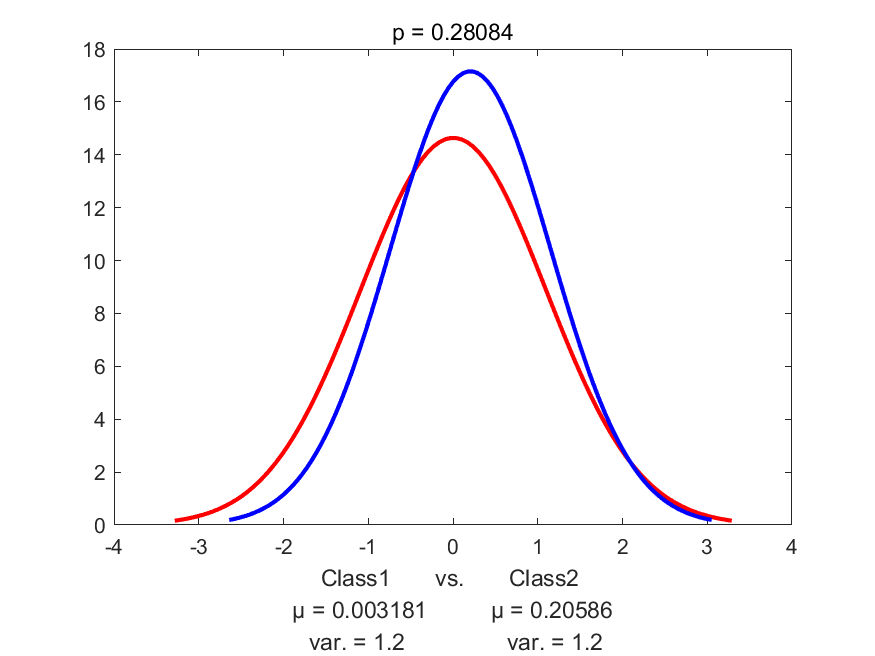 p = 0.28084
18
16
14
12
10
8
6
4
2
0
-4 -3 -2 -1 0 1 2 3 4
Class1 vs. Class2
μ = 0.003181 μ = 0.20586
var. = 1.2 var. = 1.2